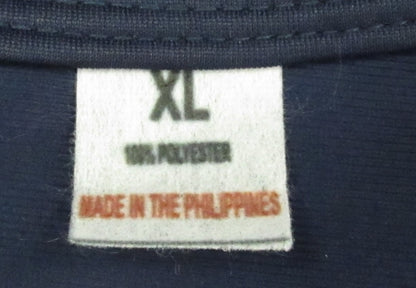 XL
100% POLYESTER
MADE IN THE PHILIPPINES